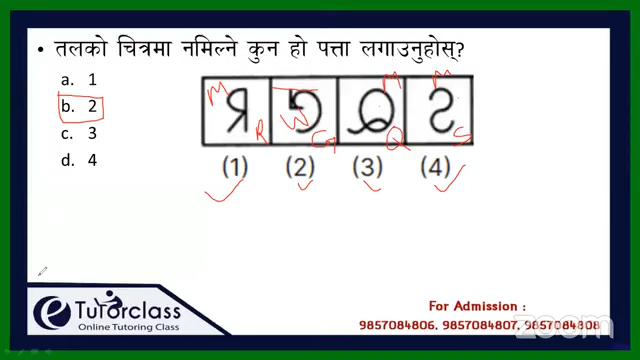 • तलको चित्रमा नमिल्ने कुन हो पत्ता लगाउनुहोस्?
a. 1
b. 2
c. 3
d. 4
M R W G M Q M S
(1) (2) (3) (4)
eTutorclass
Online Tutoring Class
For Admission :
9857084806, 9857084807, 9857084808
zoom